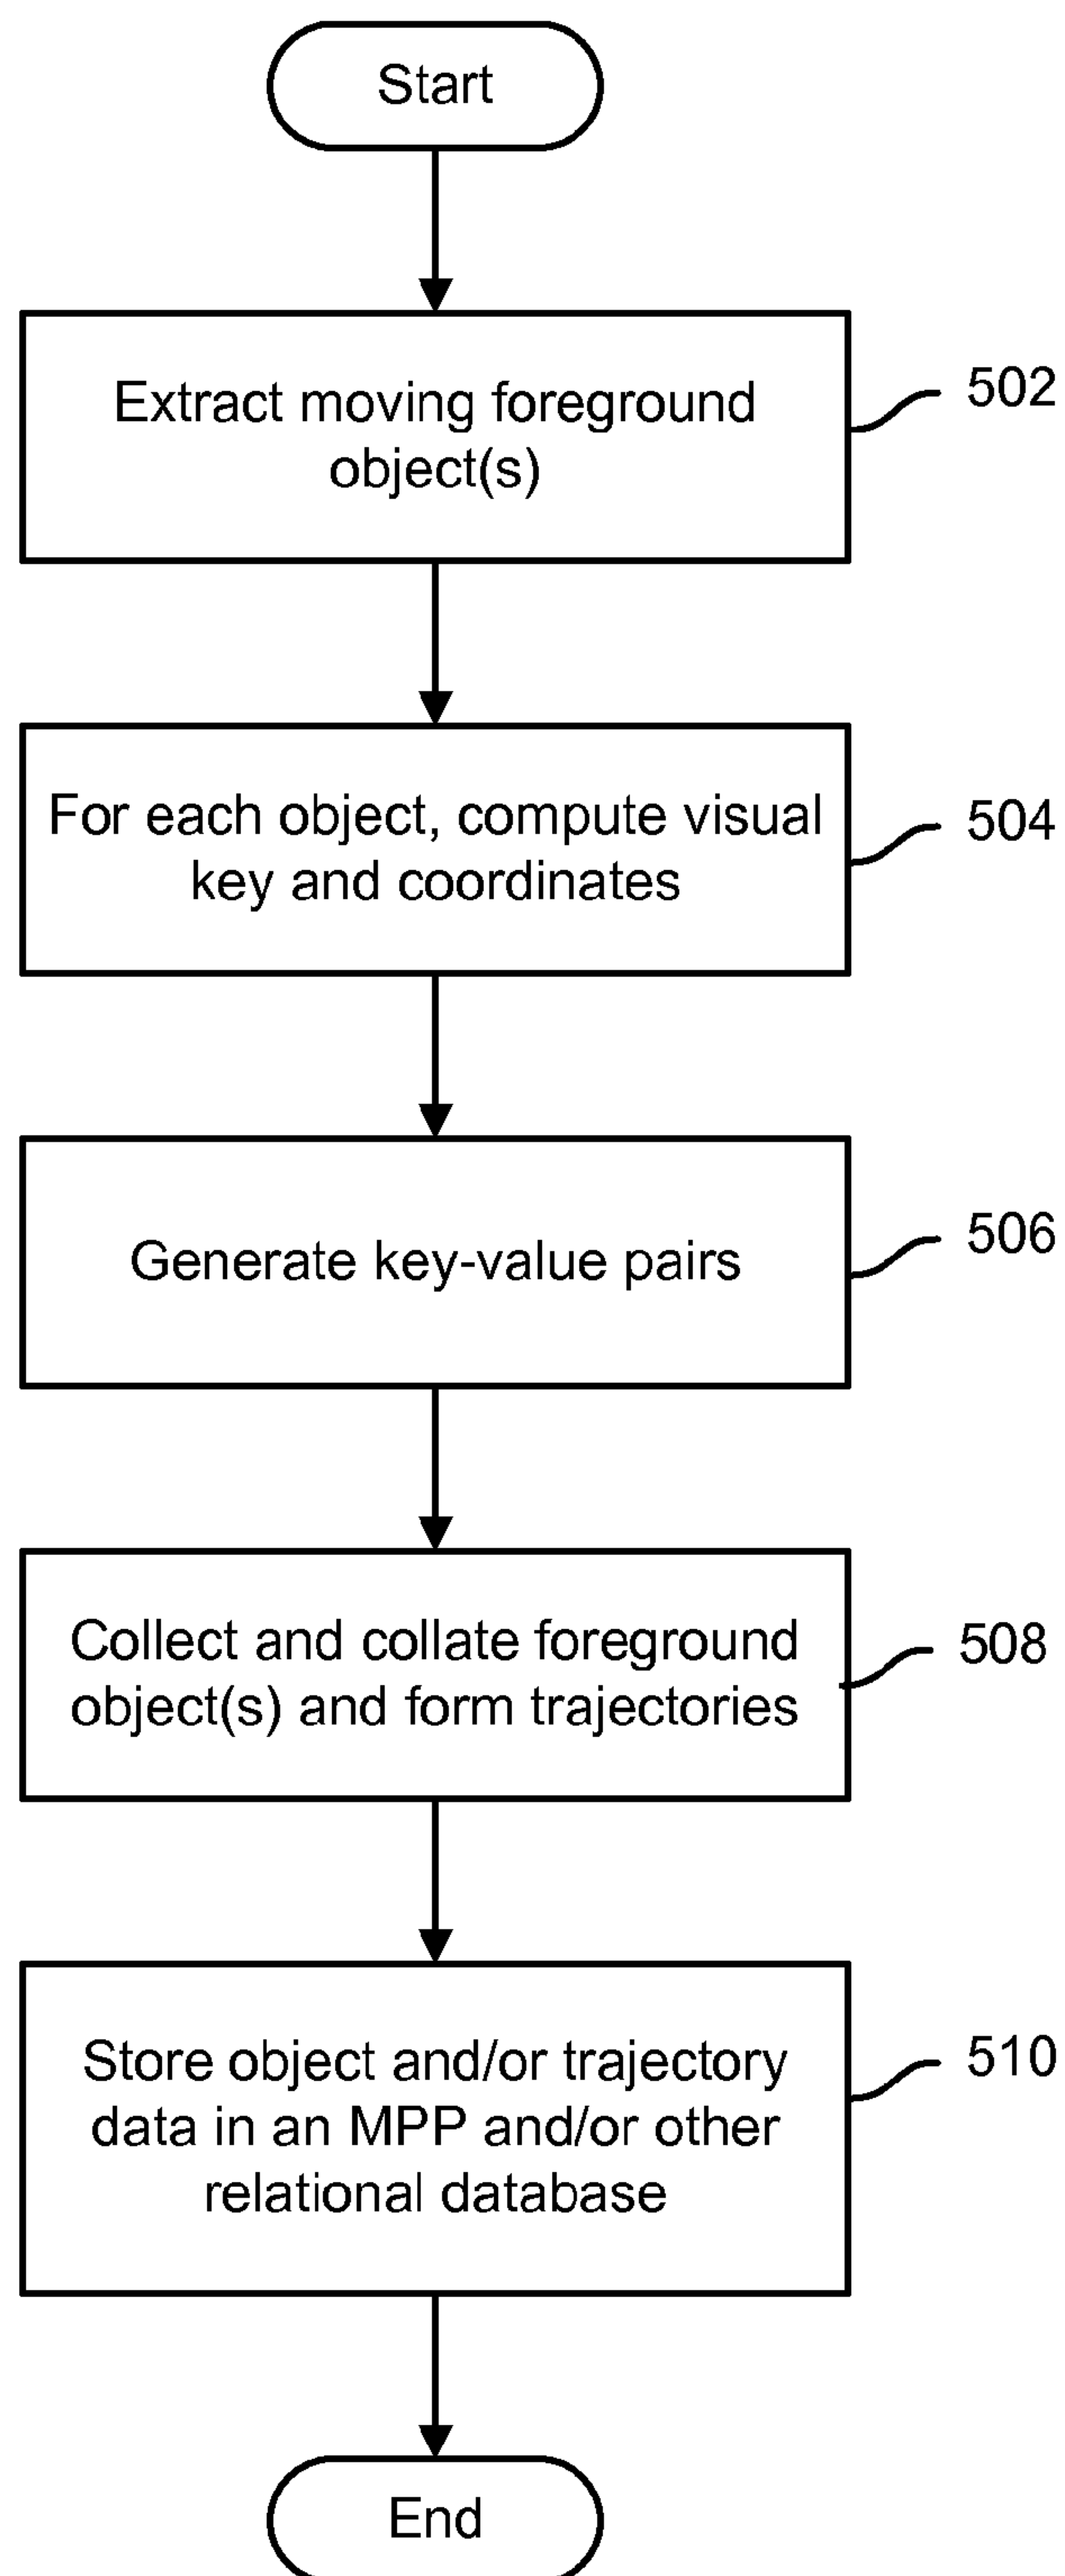 Start
Extract moving foreground
object(s)
502
For each object, compute visual
key and coordinates
504
Generate key-value pairs
506
Collect and collate foreground
object(s) and form trajectories
508
Store object and/or trajectory
data in an MPP and/or other
relational database
510
End